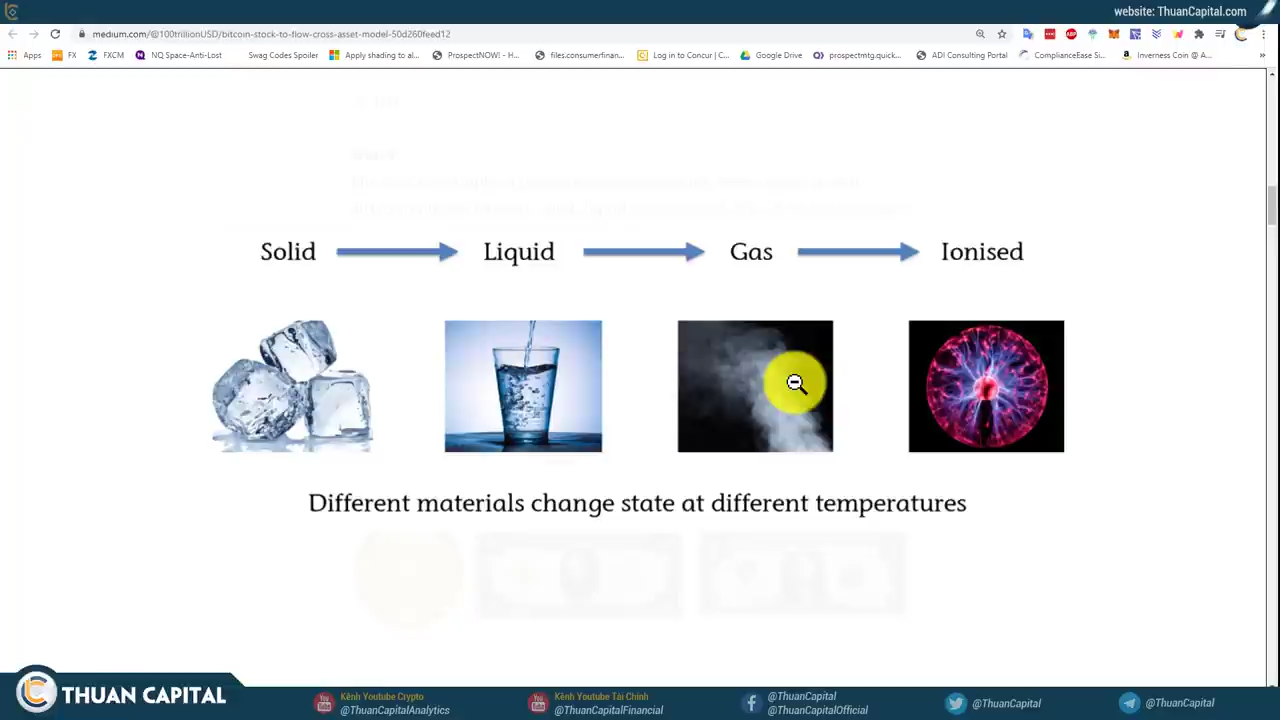 website: ThuanCapital.com
medium.com/@100trillionUSD/bitcoin-stock-to-flow-cross-asset-model-50d260feed12
Apps FX FXCM NQ Space-Anti-Lost Swag Codes Spoiler Apply shading to al... ProspectNOW! - H... files.consumerfinan... Log in to Concur | C... Google Drive prospectmtg.quick... ADI Consulting Portal ComplianceEase Si... Inverness Coin @ A...
Solid Liquid Gas Ionised
Different materials change state at different temperatures
THUAN CAPITAL
Kênh Youtube Crypto
@ThuanCapitalAnalytics
Kênh Youtube Tài Chính
@ThuanCapitalFinancial
@ThuanCapital
@ThuanCapitalOfficial
@ThuanCapital
@ThuanCapital